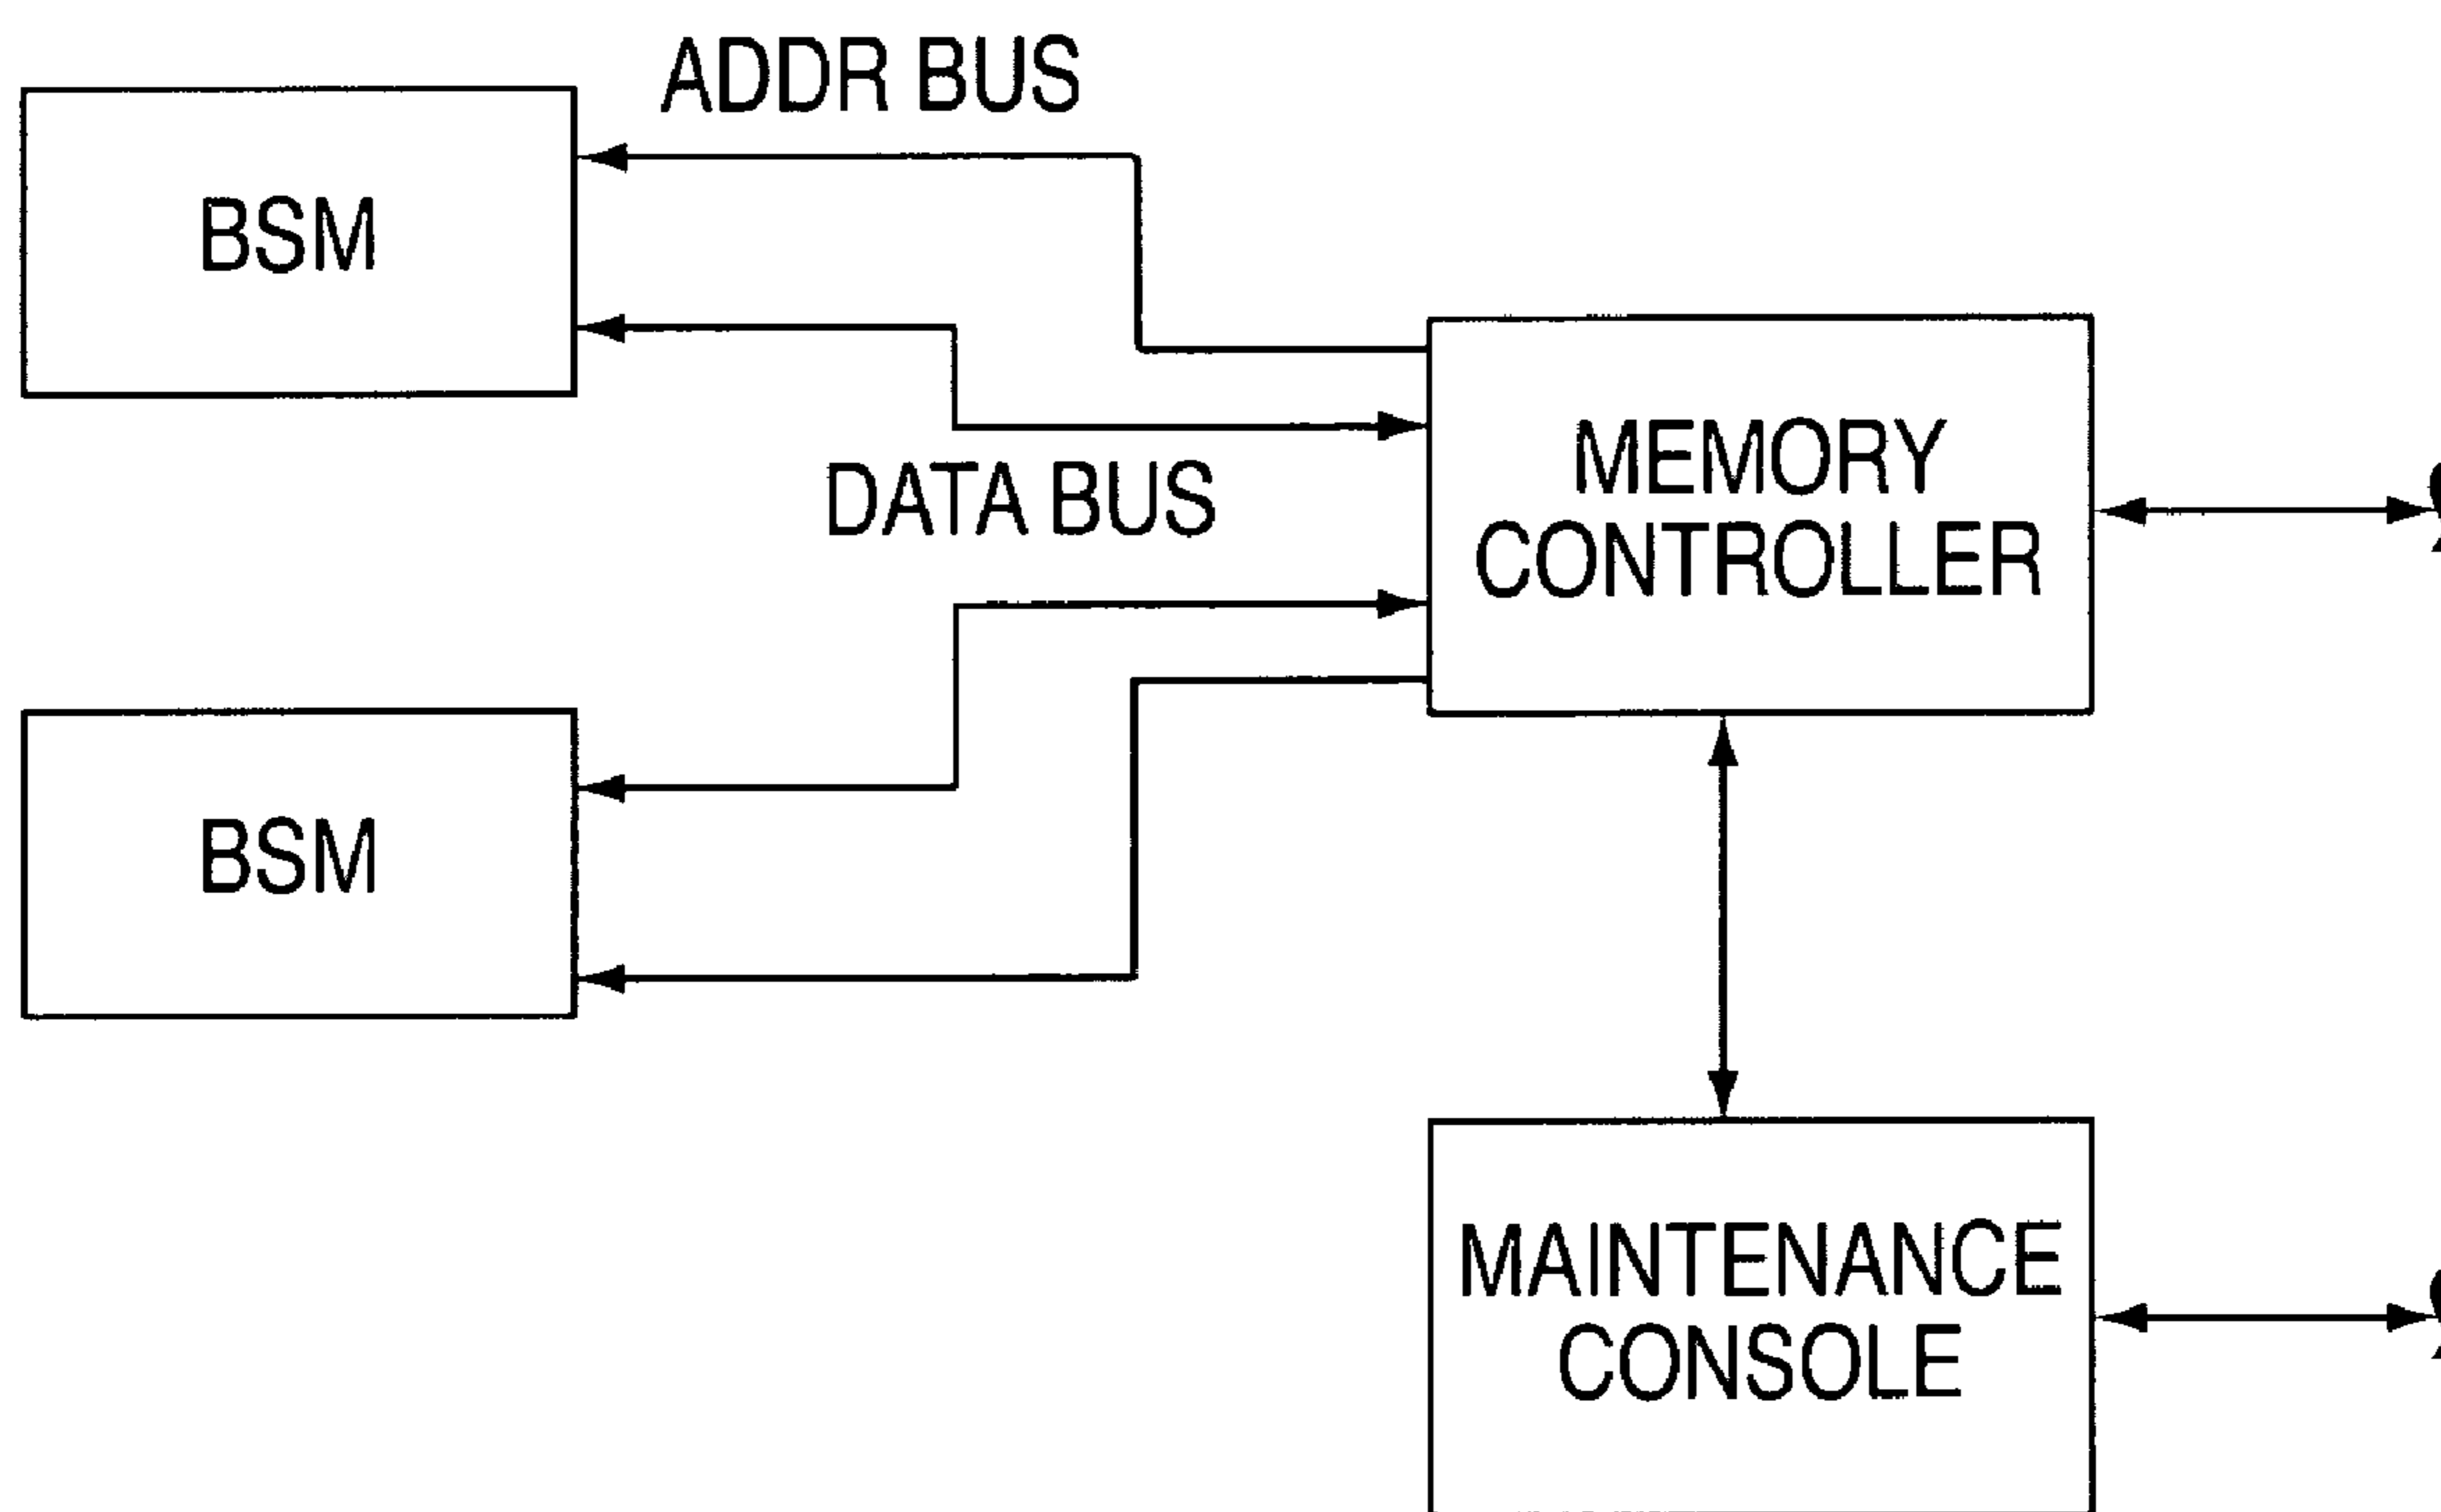 ADDR BUS
BSM
DATA BUS
MEMORY
CONTROLLER
BSM
MAINTENANCE
CONSOLE